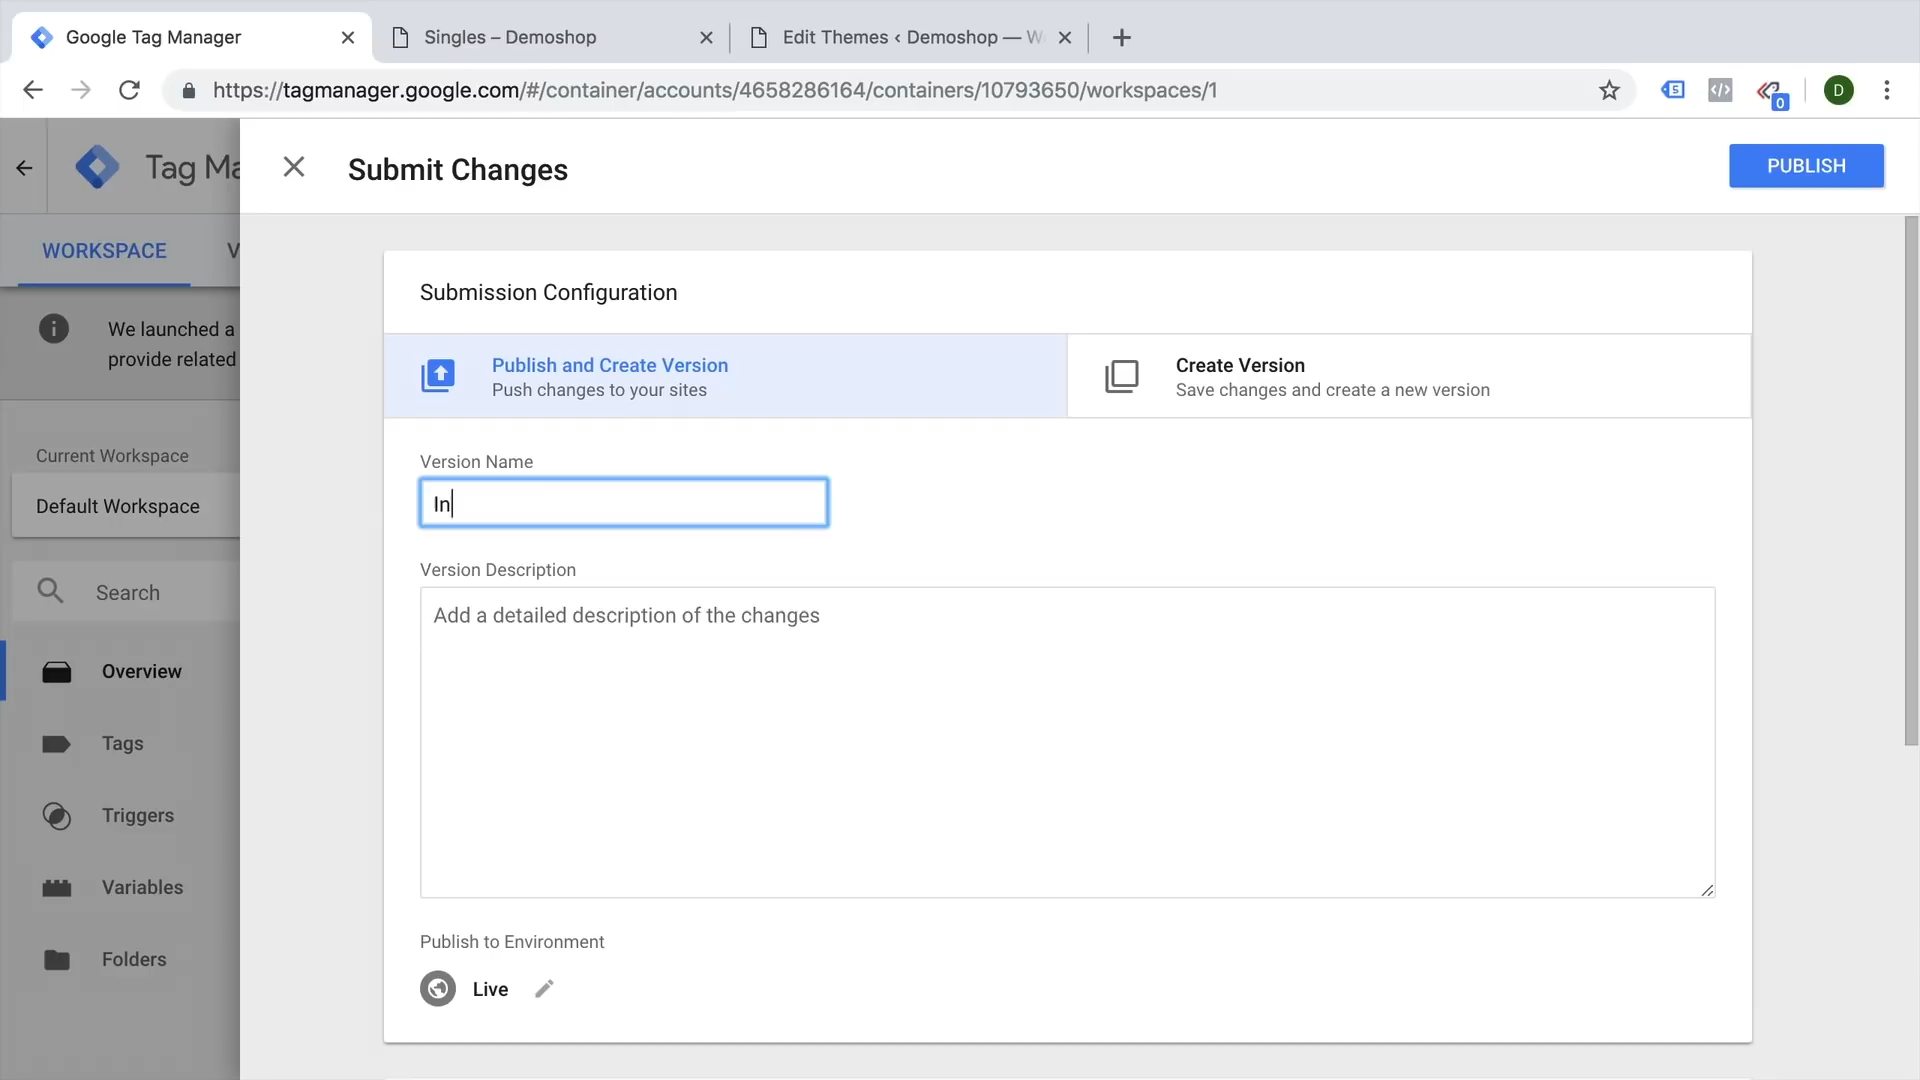 Google Tag Manager
Singles – Demoshop
Edit Themes ‹ Demoshop — W
https://tagmanager.google.com/#/container/accounts/4658286164/containers/10793650/workspaces/1
5
0
D
Tag Ma
Submit Changes
PUBLISH
WORKSPACE
V
We launched a
provide related
Submission Configuration
Publish and Create Version
Push changes to your sites
Create Version
Save changes and create a new version
Current Workspace
Default Workspace
Version Name
In
Search
Version Description
Add a detailed description of the changes
Overview
Tags
Triggers
Variables
Folders
Publish to Environment
Live